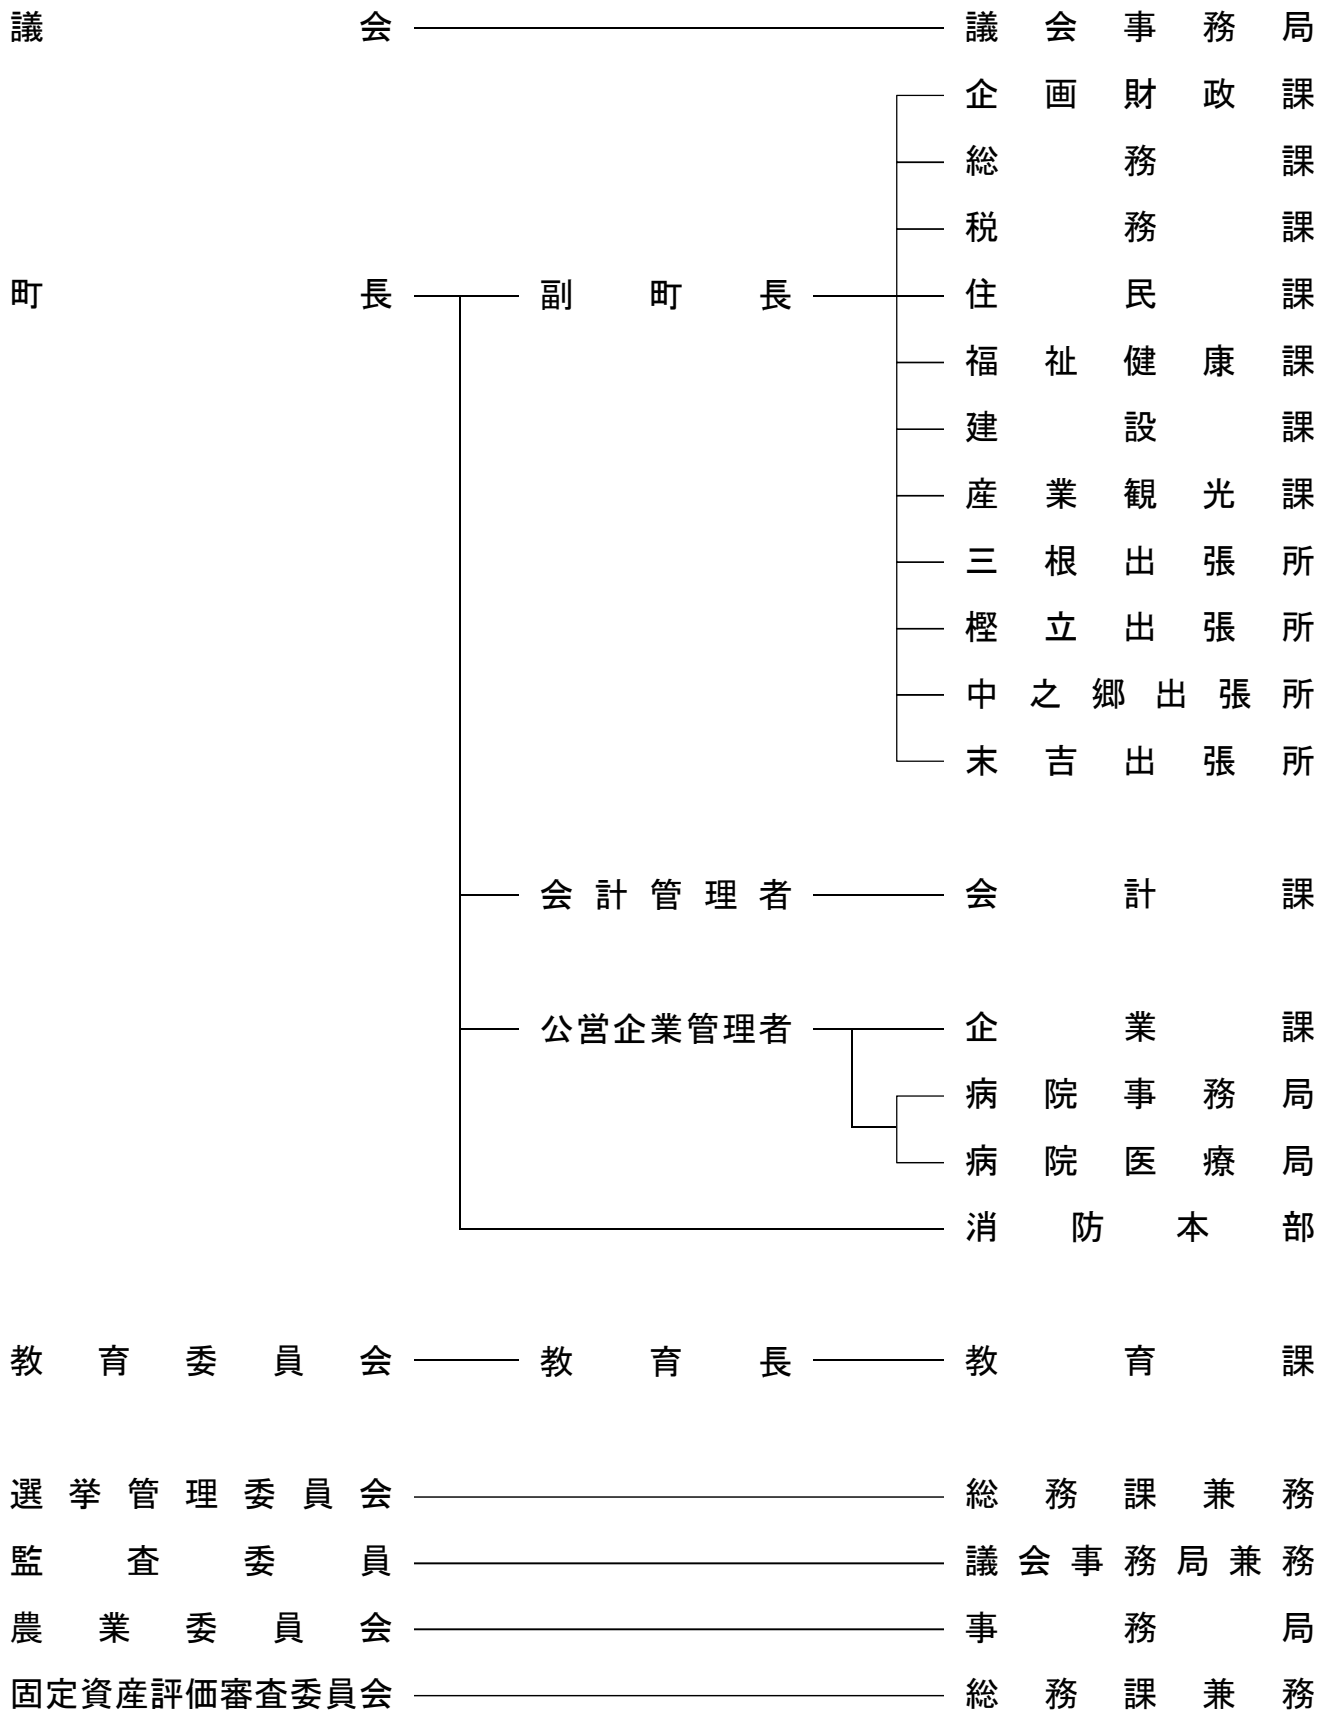 議会 議会事務局
企画財政課
総務課
税務課
町長 副町長 住民課
福祉健康課
建設課
産業観光課
三根出張所
樫立出張所
中之郷出張所
末吉出張所
会計管理者 会計課
公営企業管理者 企業課
病院事務局
病院医療局
消防本部
教育委員会 教育長 教育課
選挙管理委員会 総務課兼務
監査委員 議会事務局兼務
農業委員会 事務局
固定資産評価審査委員会 総務課兼務